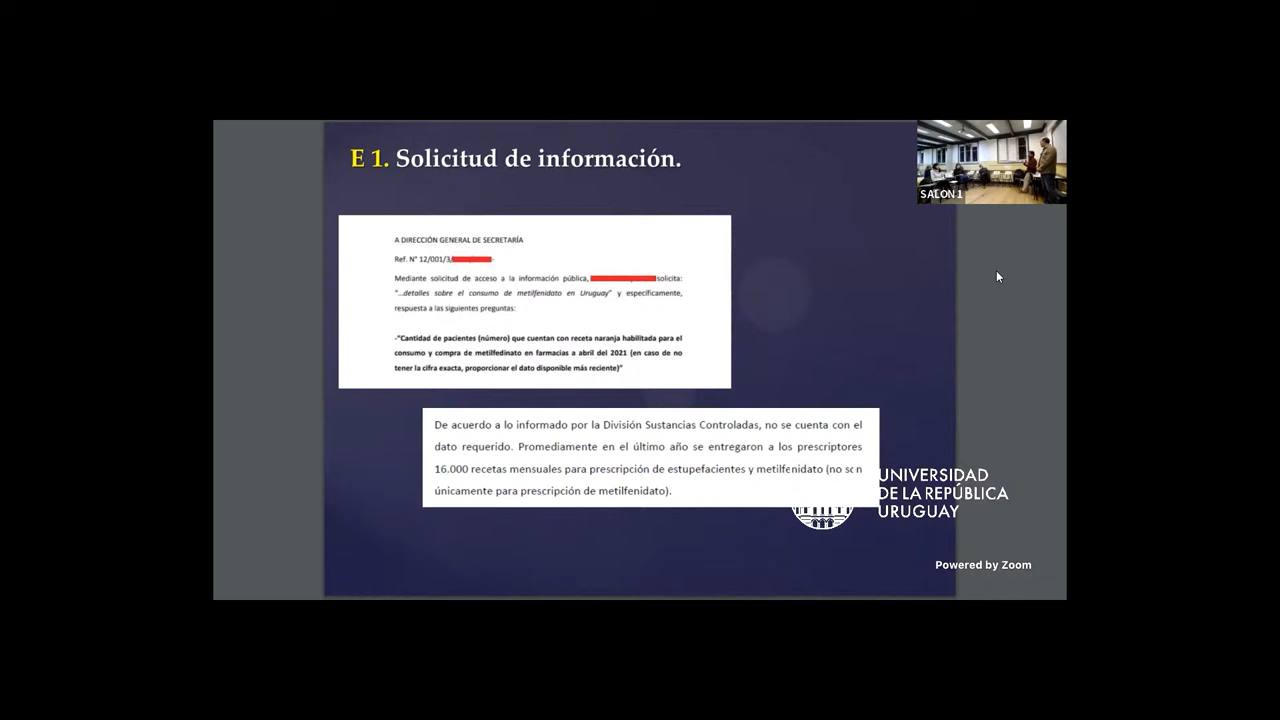 E 1. Solicitud de información.
SALON 1
A DIRECCIÓN GENERAL DE SECRETARÍA
Ref. N° 12/001/3/
Mediante solicitud de acceso a la información pública, solicita:
"...detalles sobre el consumo de metilfenidato en Uruguay" y específicamente,
respuesta a las siguientes preguntas:
-"Cantidad de pacientes (número) que cuentan con receta naranja habilitada para el
consumo y compra de metilfedinato en farmacias a abril del 2021 (en caso de no
tener la cifra exacta, proporcionar el dato disponible más reciente)"
De acuerdo a lo informado por la División Sustancias Controladas, no se cuenta con el
dato requerido. Promediamente en el último año se entregaron a los prescriptores
16.000 recetas mensuales para prescripción de estupefacientes y metilfenidato (no son
únicamente para prescripción de metilfenidato).
UNIVERSIDAD
DE LA REPÚBLICA
URUGUAY
Powered by Zoom